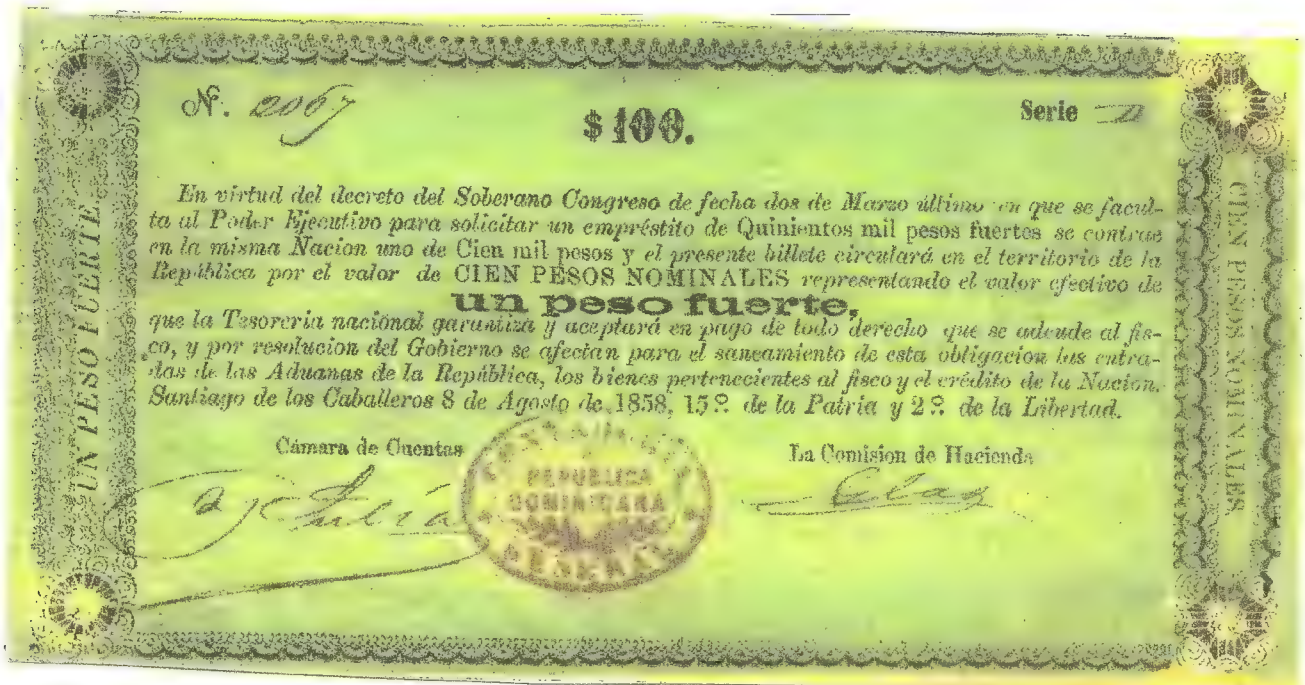 Nº. 2067
$100.
Serie D
En virtud del decreto del Soberano Congreso de fecha dos de Marzo último en que se facul-
ta al Poder Ejecutivo para solicitar un empréstito de Quinientos mil pesos fuertes se contrae
en la misma Nacion uno de Cien mil pesos y el presente billete circulará en el territorio de la
República por el valor de CIEN PESOS NOMINALES representando el valor efectivo de
un peso fuerte,
que la Tesoreria nacional garantiza y aceptará en pago de todo derecho que se adeude al fis-
co, y por resolucion del Gobierno se afectan para el saneamiento de esta obligacion las entra-
das de las Aduanas de la República, los bienes pertenecientes al fisco y el crédito de la Nacion.
Santiago de los Caballeros 8 de Agosto de 1858, 15º. de la Patria y 2º. de la Libertad.
Cámara de Cuentas
La Comision de Hacienda
REPUBLICA
DOMINICANA
UN PESO FUERTE
CIEN PESOS NOMINALES